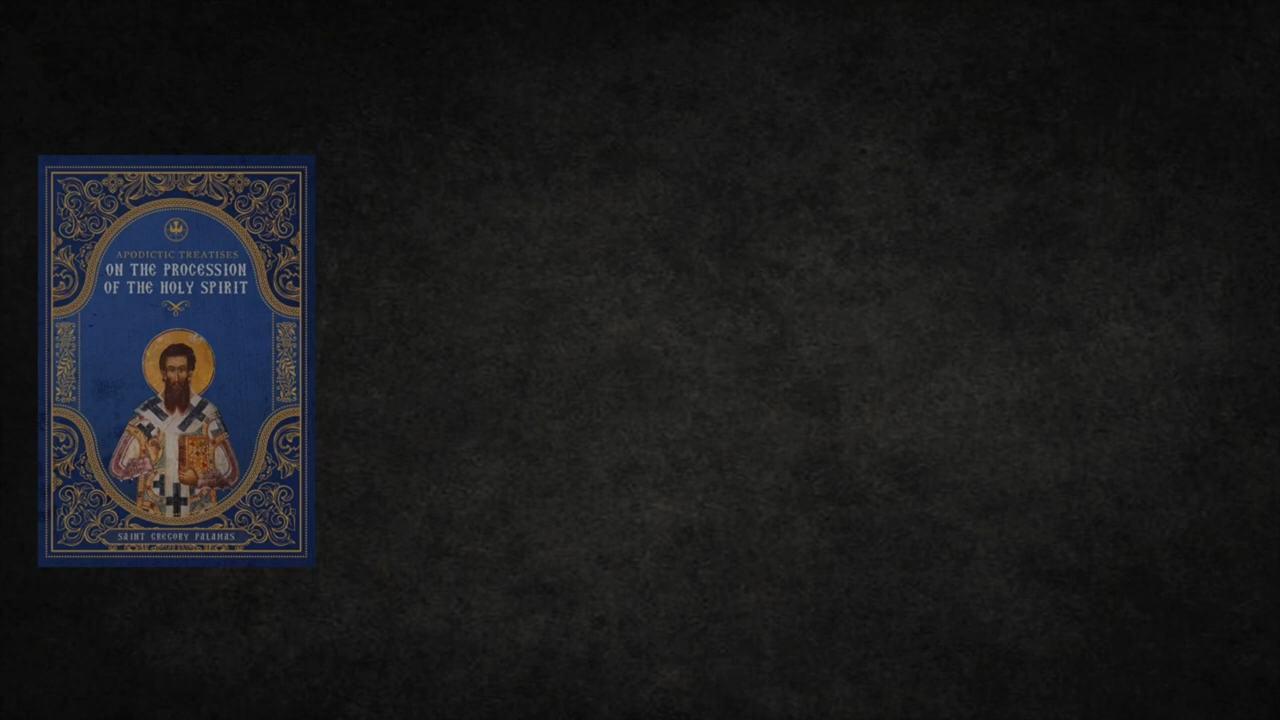 APODICTIC TREATISES
ON THE PROCESSION
OF THE HOLY SPIRIT
SAINT GREGORY PALAMAS